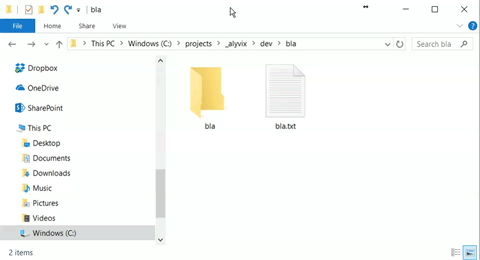 bla
File Home Share View
This PC Windows (C:) projects _alyvix dev bla Search bla
Dropbox
OneDrive
SharePoint
This PC
Desktop
Documents
Downloads
Music
Pictures
Videos
Windows (C:)
bla bla.txt
2 items